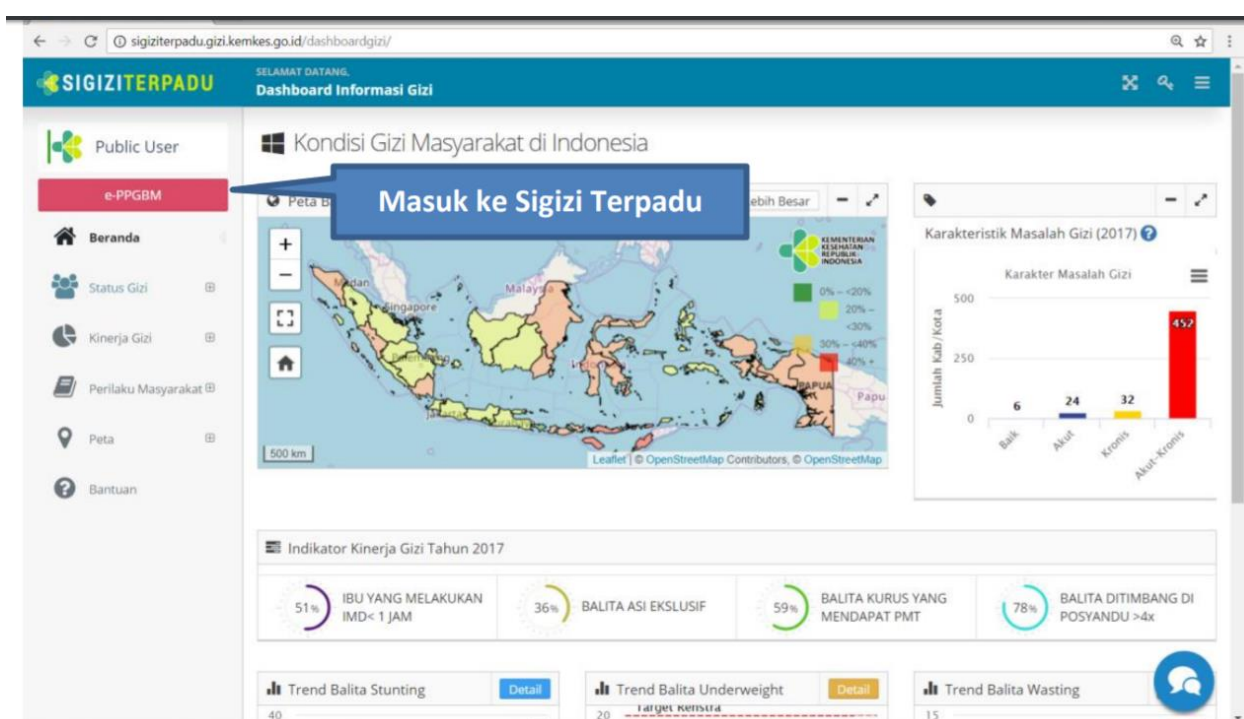 sigiziterpadu.gizi.kemkes.go.id/dashboardgizi/
SIGIZITERPADU
SELAMAT DATANG,
Dashboard Informasi Gizi
Public User
e-PPGBM
Beranda
Status Gizi
Kinerja Gizi
Perilaku Masyarakat
Peta
Bantuan
Kondisi Gizi Masyarakat di Indonesia
Masuk ke Sigizi Terpadu
Peta B
ebih Besar
+
−
Medan
Singapore
Malaysia
Palembang
Jakarta
Indonesia
PAPUA
Papu
KEMENTERIAN
KESEHATAN
REPUBLIK
INDONESIA
0% – <20%
20% –
<30%
30% – <40%
40% +
500 km
Leaflet | © OpenStreetMap Contributors, © OpenStreetMap
Karakteristik Masalah Gizi (2017)
Karakter Masalah Gizi
Jumlah Kab/Kota
500
250
0
6
24
32
452
Baik
Akut
Kronis
Akut-Kronis
Indikator Kinerja Gizi Tahun 2017
51%
IBU YANG MELAKUKAN
IMD< 1 JAM
36%
BALITA ASI EKSLUSIF
59%
BALITA KURUS YANG
MENDAPAT PMT
78%
BALITA DITIMBANG DI
POSYANDU >4x
Trend Balita Stunting
Detail
40
Trend Balita Underweight
Detail
20
Target Renstra
Trend Balita Wasting
15